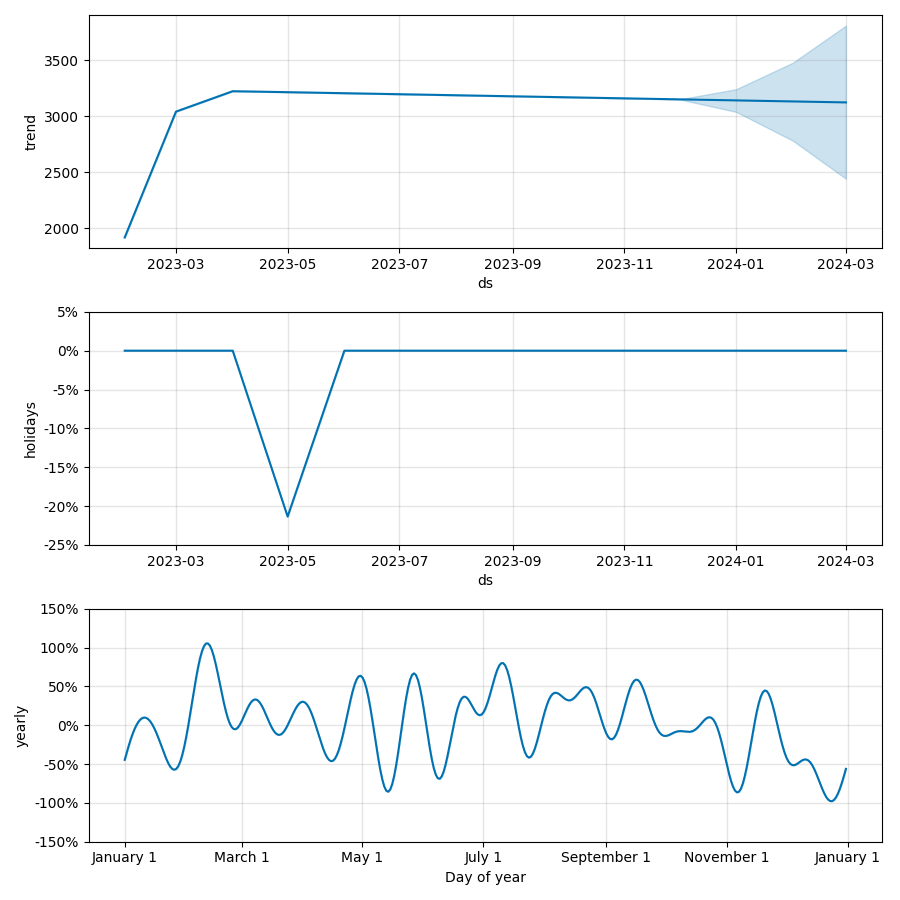 3500
3000
2500
2000
trend
2023-03 2023-05 2023-07 2023-09 2023-11 2024-01 2024-03
ds
5%
0%
-5%
-10%
-15%
-20%
-25%
holidays
2023-03 2023-05 2023-07 2023-09 2023-11 2024-01 2024-03
ds
150%
100%
50%
0%
-50%
-100%
-150%
yearly
January 1 March 1 May 1 July 1 September 1 November 1 January 1
Day of year